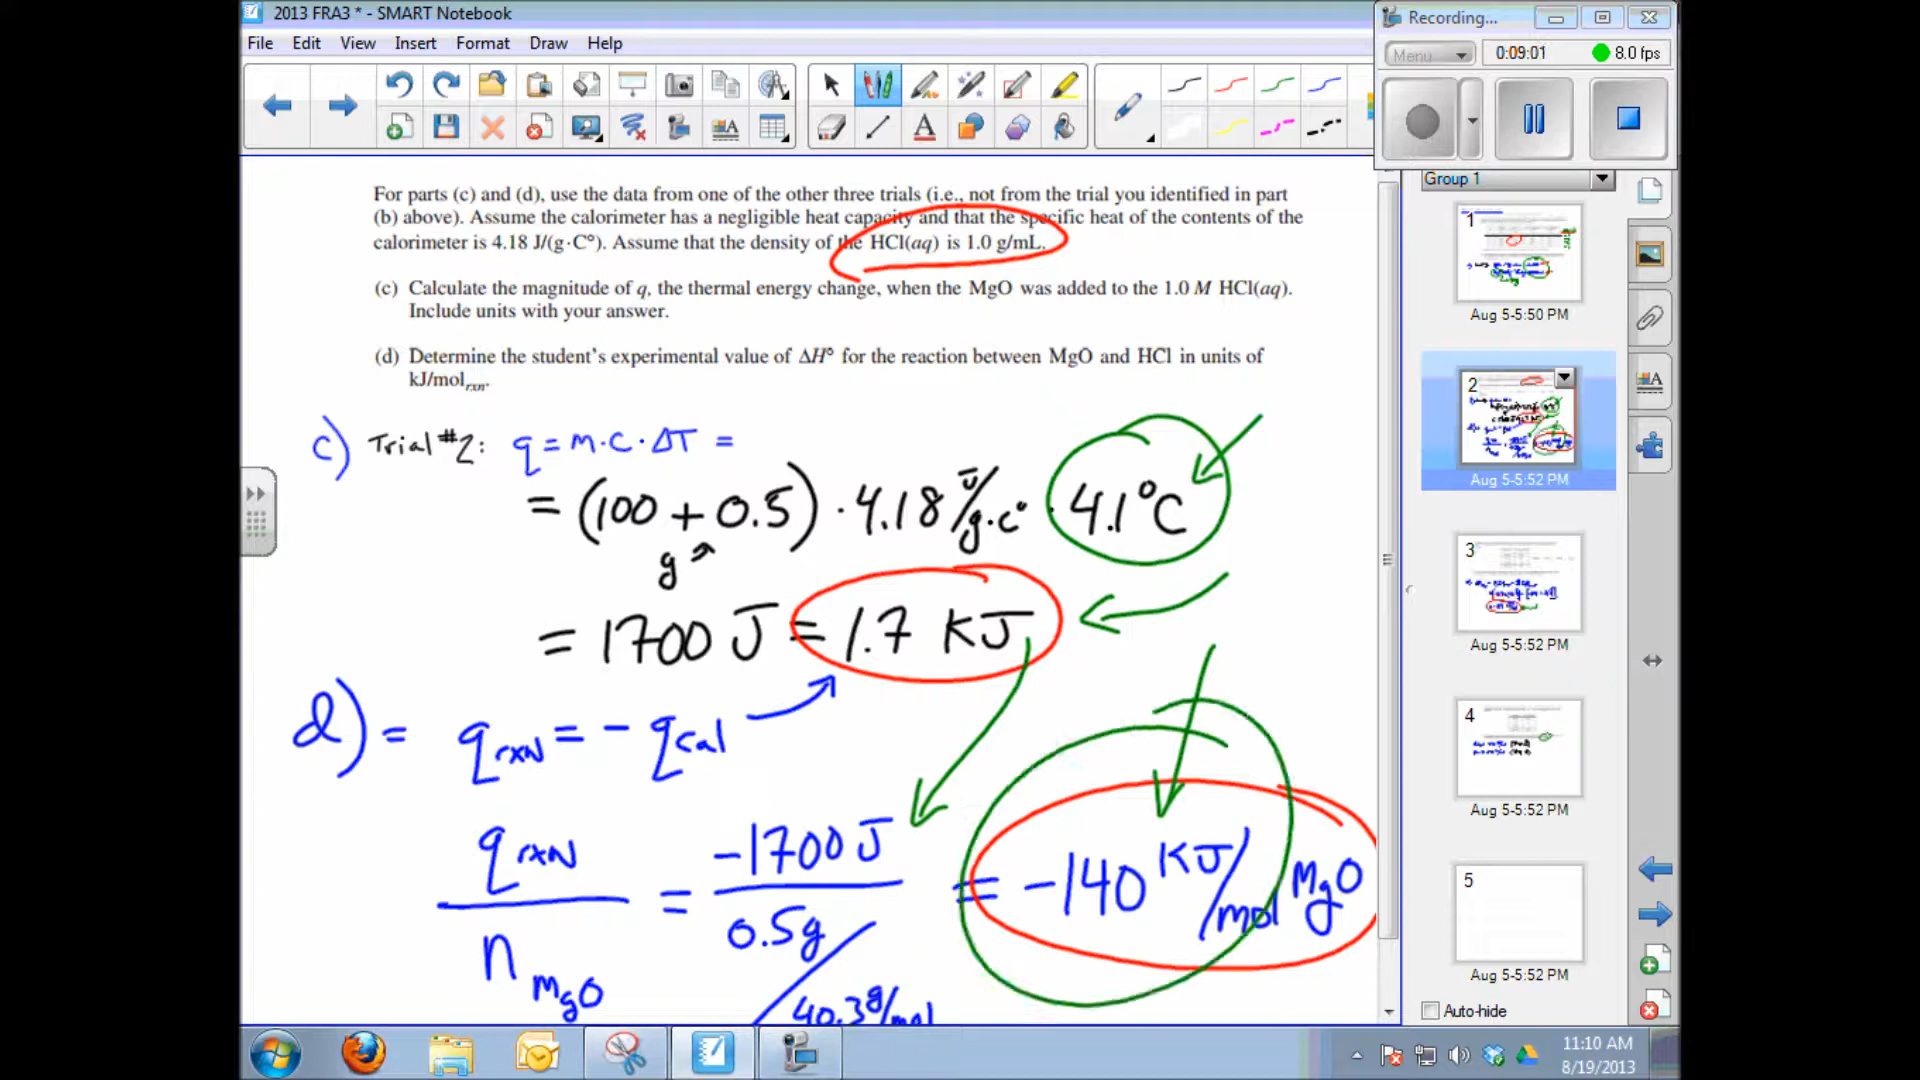 2013 FRA3 * - SMART Notebook
Recording...
File Edit View Insert Format Draw Help
Menu
0:09:01
8.0 fps
Group 1
For parts (c) and (d), use the data from one of the other three trials (i.e., not from the trial you identified in part
(b) above). Assume the calorimeter has a negligible heat capacity and that the specific heat of the contents of the
calorimeter is 4.18 J/(g·C°). Assume that the density of the HCl(aq) is 1.0 g/mL.
(c) Calculate the magnitude of q, the thermal energy change, when the MgO was added to the 1.0 M HCl(aq).
Include units with your answer.
(d) Determine the student's experimental value of ΔH° for the reaction between MgO and HCl in units of
kJ/molrxn.
c) Trial #2: q = m·C·ΔT =
= (100 + 0.5) · 4.18 J/g·C° · 4.1°C
g
= 1700 J = 1.7 KJ
d) = qrxN = - qcal
qrxN / n MgO = -1700 J / 0.5g / 40.3 g/mol = -140 KJ/mol MgO
1
Aug 5-5:50 PM
2
Aug 5-5:52 PM
3
Aug 5-5:52 PM
4
Aug 5-5:52 PM
5
Aug 5-5:52 PM
Auto-hide
11:10 AM
8/19/2013